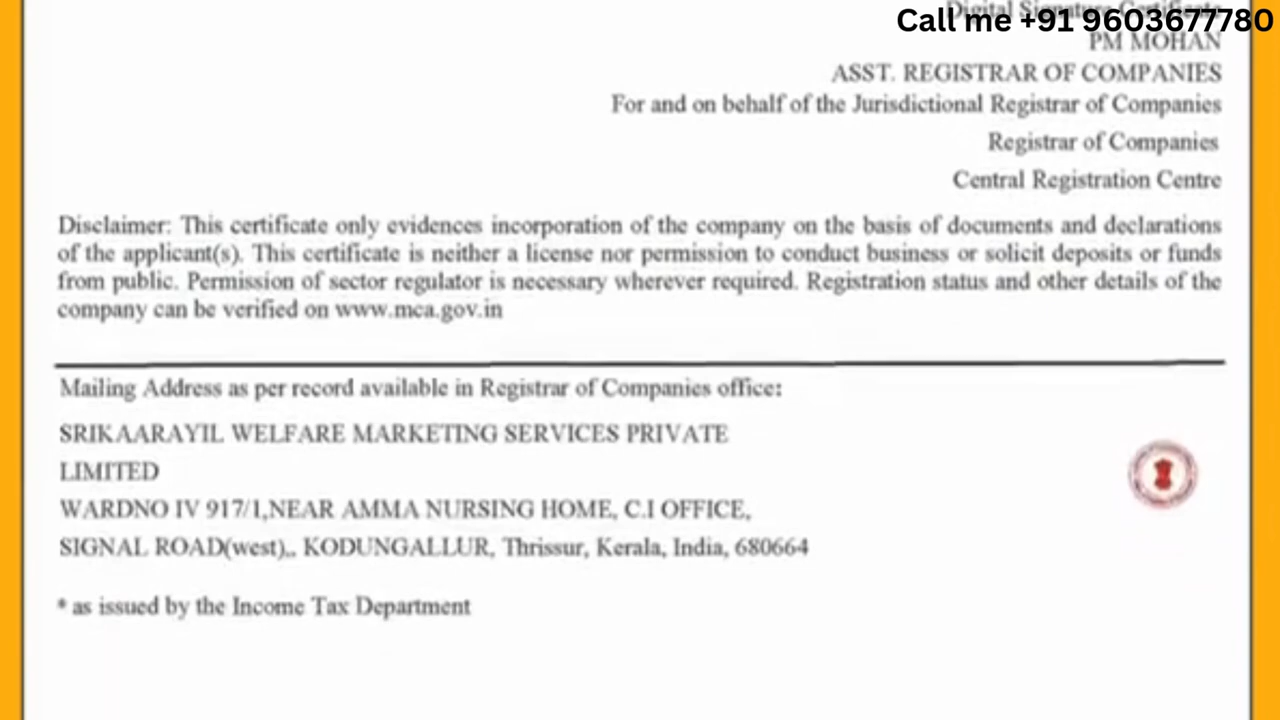 Digital Signature Certificate
Call me +91 9603677780
PM MOHAN
ASST. REGISTRAR OF COMPANIES
For and on behalf of the Jurisdictional Registrar of Companies
Registrar of Companies
Central Registration Centre
Disclaimer: This certificate only evidences incorporation of the company on the basis of documents and declarations
of the applicant(s). This certificate is neither a license nor permission to conduct business or solicit deposits or funds
from public. Permission of sector regulator is necessary wherever required. Registration status and other details of the
company can be verified on www.mca.gov.in
Mailing Address as per record available in Registrar of Companies office:
SRIKAARAYIL WELFARE MARKETING SERVICES PRIVATE
LIMITED
WARDNO IV 917/1,NEAR AMMA NURSING HOME, C.I OFFICE,
SIGNAL ROAD(west),, KODUNGALLUR, Thrissur, Kerala, India, 680664
* as issued by the Income Tax Department